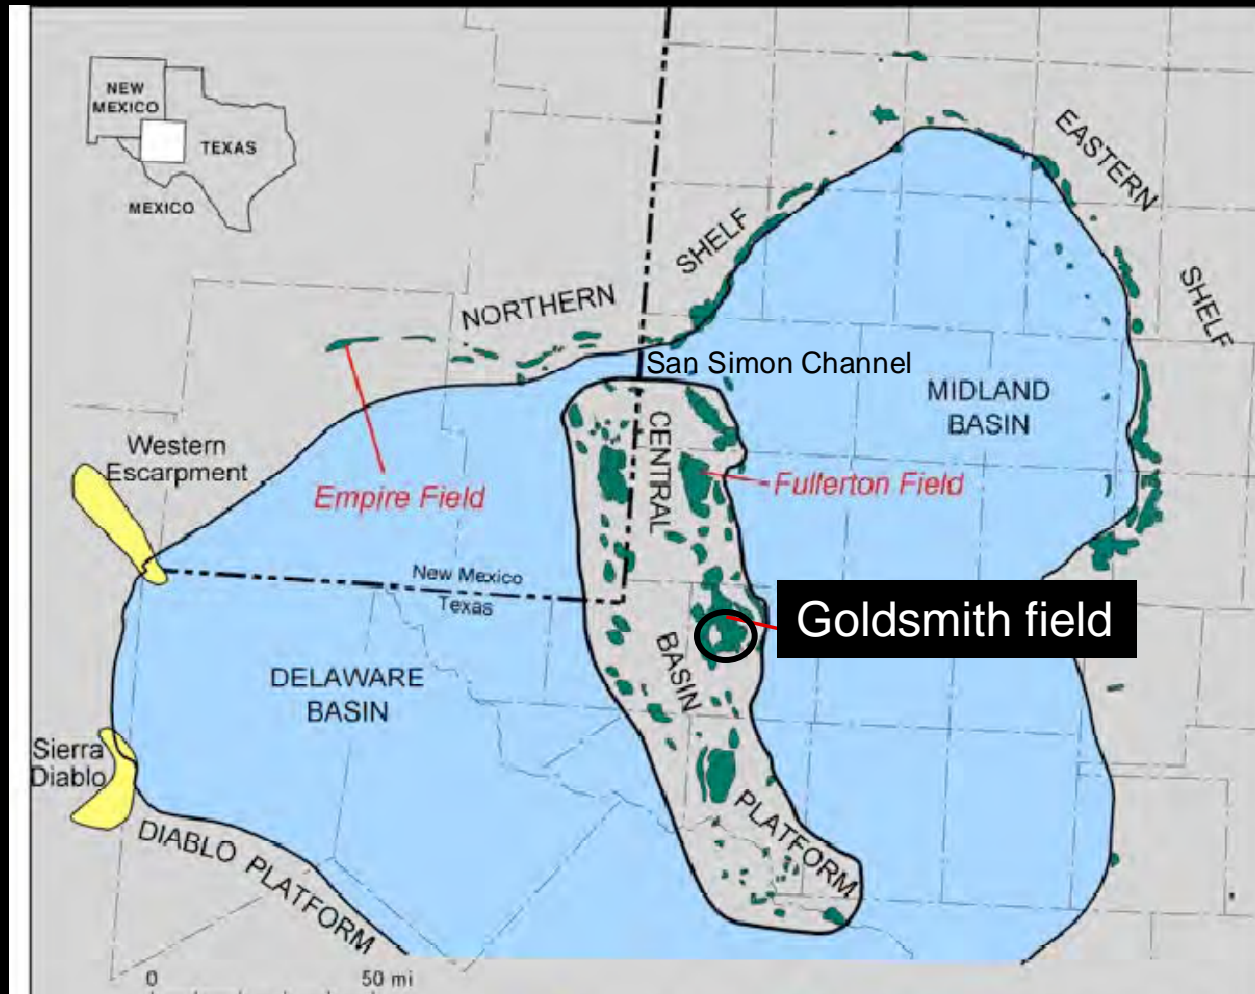 NEW
MEXICO
TEXAS
MEXICO
EASTERN
SHELF
SHELF
NORTHERN
San Simon Channel
MIDLAND
BASIN
CENTRAL
Western
Escarpment
Empire Field
Fullerton Field
New Mexico
Texas
Goldsmith field
BASIN
DELAWARE
BASIN
Sierra
Diablo
PLATFORM
DIABLO PLATFORM
0 50 mi